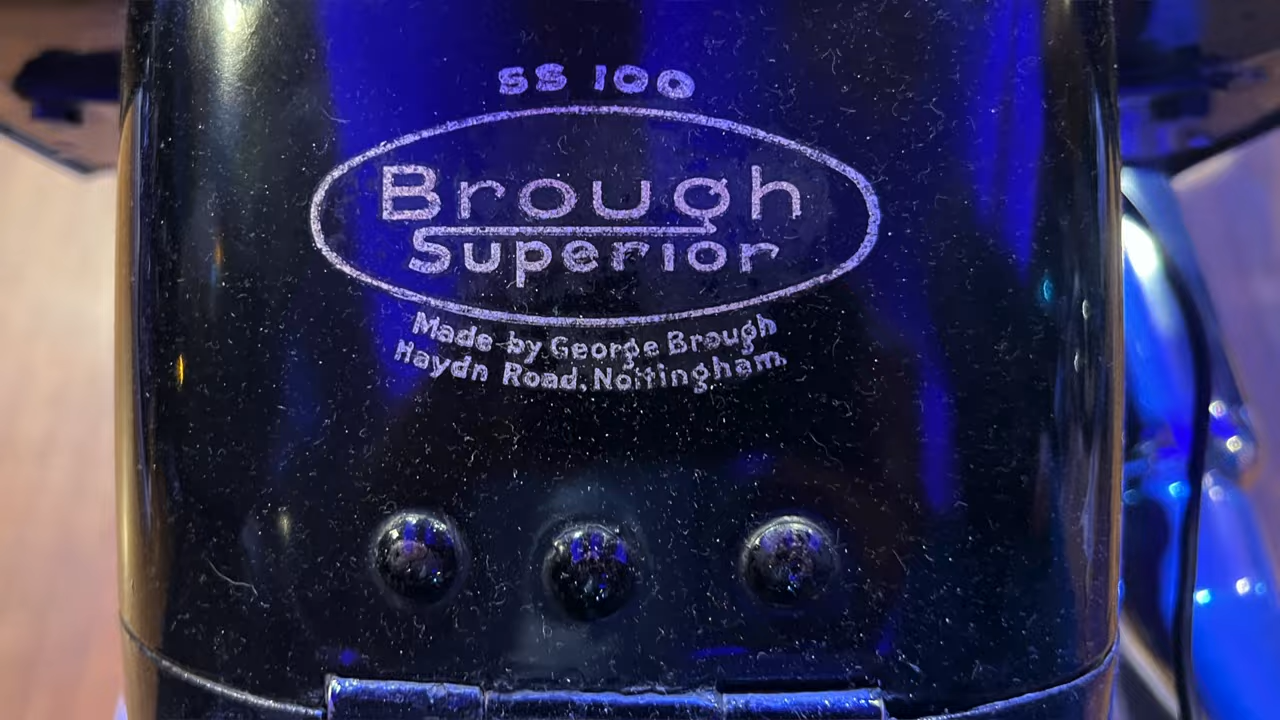 SS 100
Brough
Superior
Made by George Brough
Haydn Road, Nottingham,